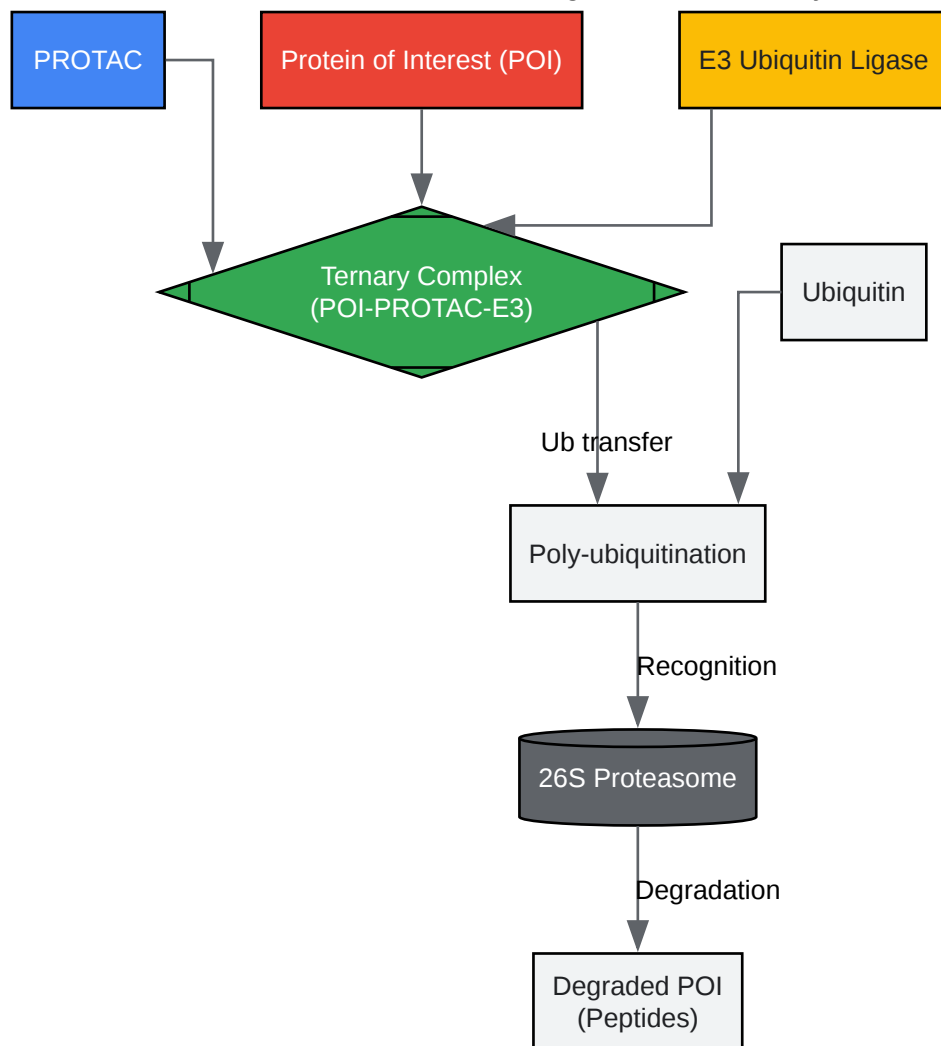 PROTAC
Protein of Interest (POI)
E3 Ubiquitin Ligase
Ternary Complex
(POI-PROTAC-E3)
Ubiquitin
Ub transfer
Poly-ubiquitination
Recognition
26S Proteasome
Degradation
Degraded POI
(Peptides)